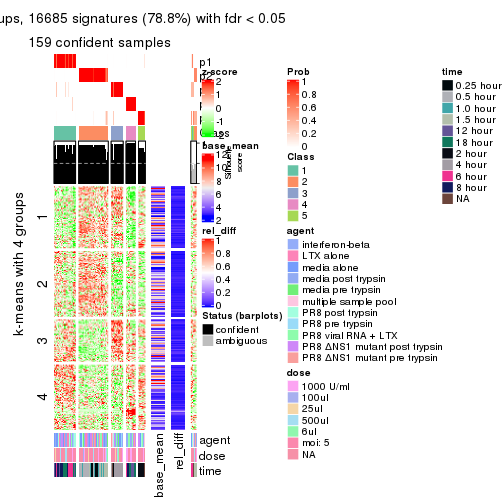 ups, 16685 signatures (78.8%) with fdr < 0.05
159 confident samples
p1
p2
z-score
2
1
0
-1
-2
Class
base_mean
12
10
8
6
4
2
Silhouette
score
rel_diff
1
0.8
0.6
0.4
0.2
0
Status (barplots)
confident
ambiguous
k-means with 4 groups
1
2
3
4
agent
dose
time
base_mean
rel_diff
Prob
1
0.8
0.6
0.4
0.2
0
Class
1
2
3
4
5
agent
interferon-beta
LTX alone
media alone
media post trypsin
media pre trypsin
multiple sample pool
PR8 post trypsin
PR8 pre trypsin
PR8 viral RNA + LTX
PR8 ΔNS1 mutant post trypsin
PR8 ΔNS1 mutant pre trypsin
dose
1000 U/ml
100ul
25ul
500ul
6ul
moi: 5
NA
time
0.25 hour
0.5 hour
1.0 hour
1.5 hour
12 hour
18 hour
2 hour
4 hour
6 hour
8 hour
NA